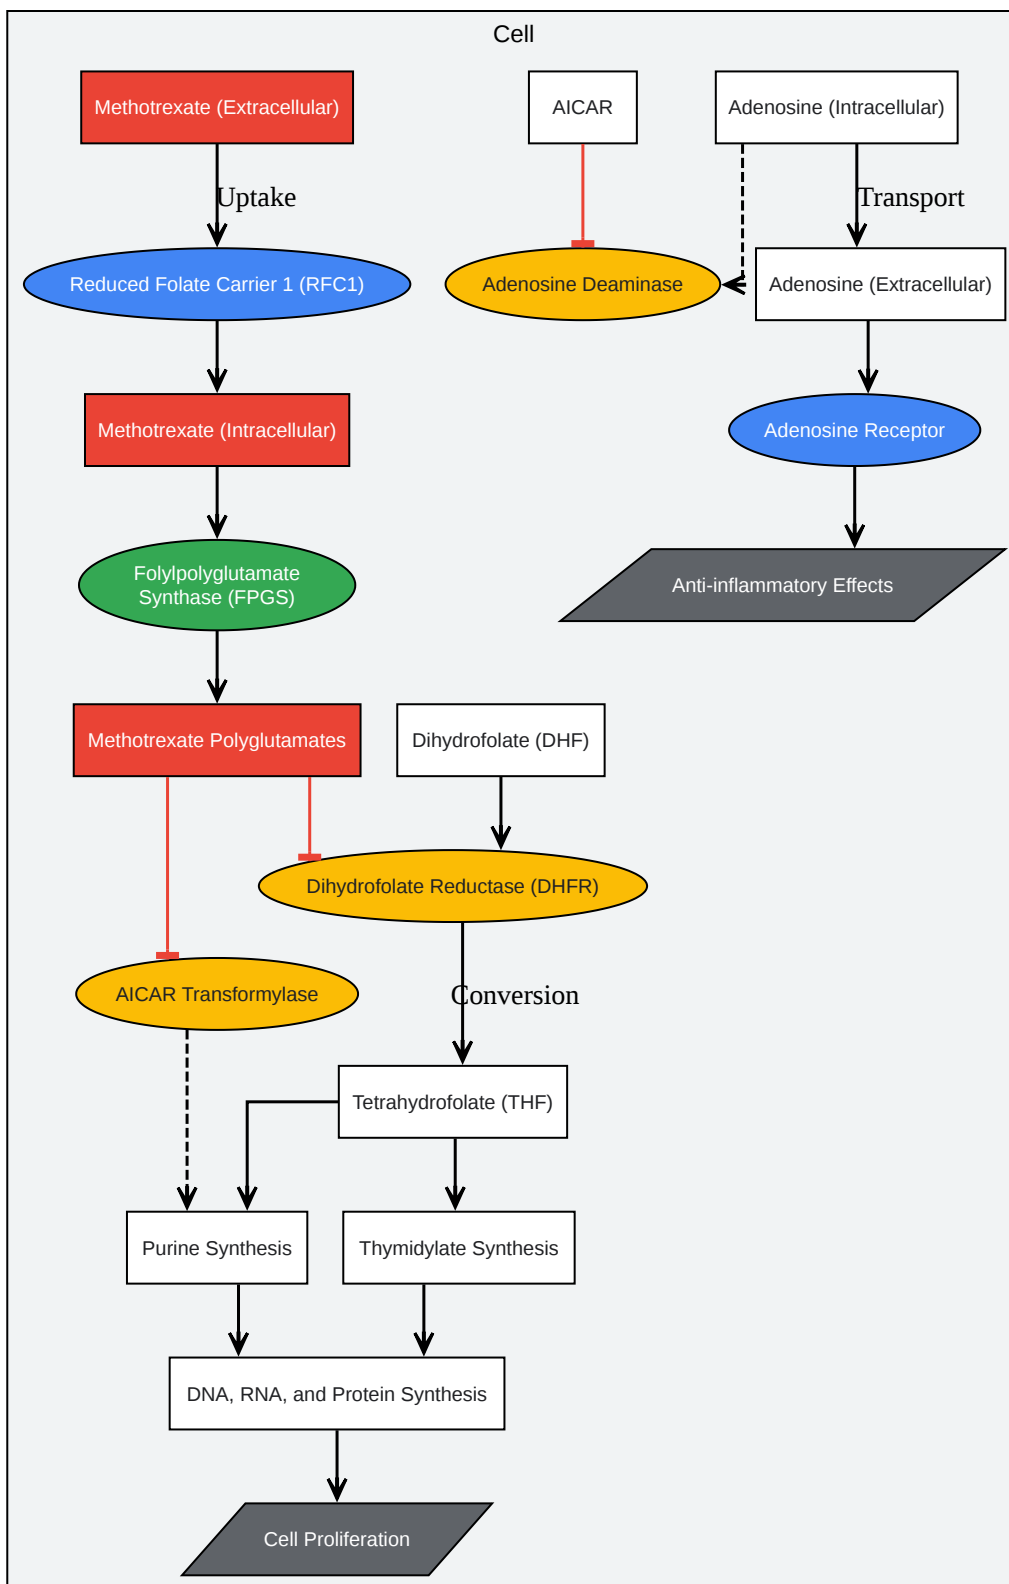 Cell
Methotrexate (Extracellular)
AICAR
Adenosine (Intracellular)
Uptake
Transport
Reduced Folate Carrier 1 (RFC1)
Adenosine Deaminase
Adenosine (Extracellular)
Methotrexate (Intracellular)
Adenosine Receptor
Folylpolyglutamate
Synthase (FPGS)
Anti-inflammatory Effects
Methotrexate Polyglutamates
Dihydrofolate (DHF)
Dihydrofolate Reductase (DHFR)
AICAR Transformylase
Conversion
Tetrahydrofolate (THF)
Purine Synthesis
Thymidylate Synthesis
DNA, RNA, and Protein Synthesis
Cell Proliferation